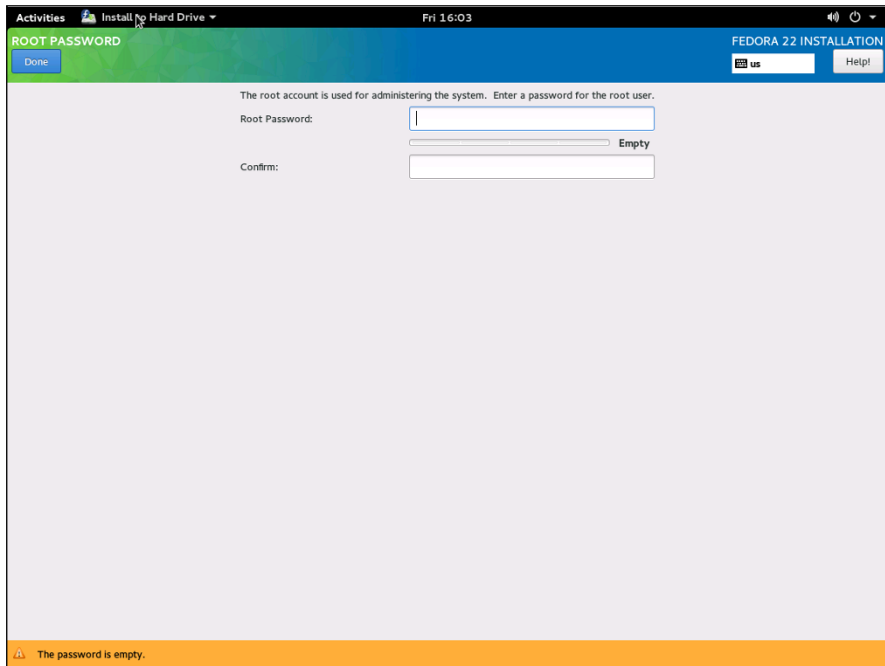 Activities Install to Hard Drive Fri 16:03
ROOT PASSWORD FEDORA 22 INSTALLATION
Done us Help!
The root account is used for administering the system. Enter a password for the root user.
Root Password:
Empty
Confirm:
The password is empty.